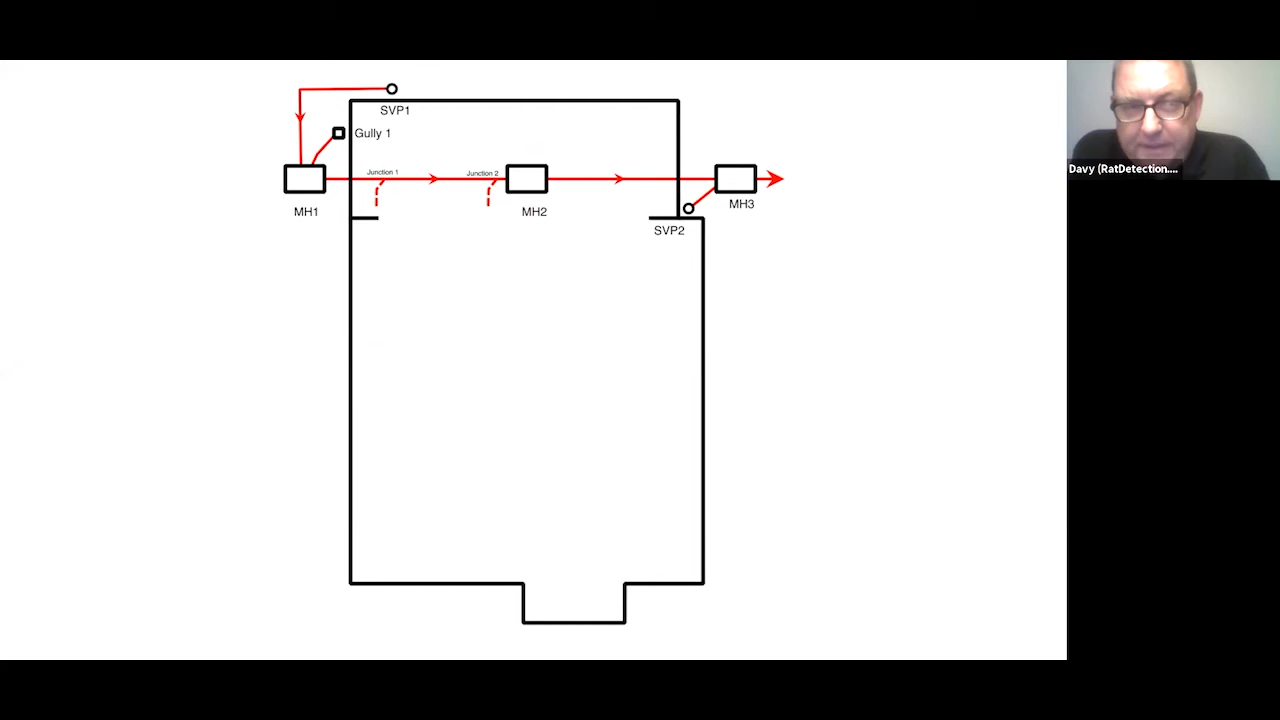 SVP1
Gully 1
Junction 1
Junction 2
MH1
MH2
MH3
SVP2
Davy (RatDetection....